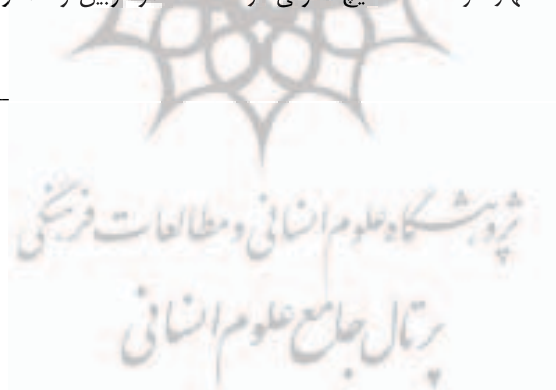 پژوهشگاه علوم انسانی و مطالعات فرهنگی
پرتال جامع علوم انسانی